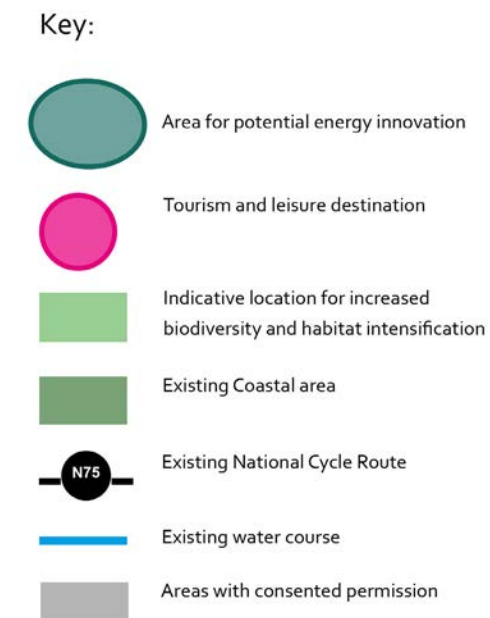 Key:
Area for potential energy innovation
Tourism and leisure destination
Indicative location for increased
biodiversity and habitat intensification
Existing Coastal area
N75
Existing National Cycle Route
Existing water course
Areas with consented permission